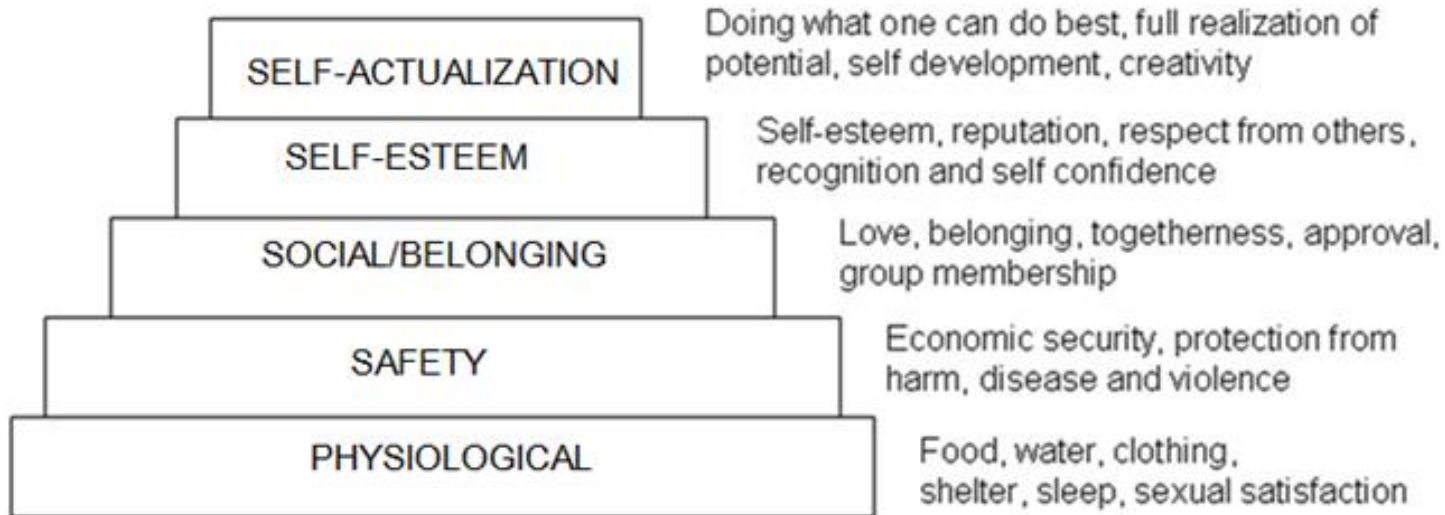 SELF-ACTUALIZATION
Doing what one can do best, full realization of
potential, self development, creativity
SELF-ESTEEM
Self-esteem, reputation, respect from others,
recognition and self confidence
SOCIAL/BELONGING
Love, belonging, togetherness, approval,
group membership
SAFETY
Economic security, protection from
harm, disease and violence
PHYSIOLOGICAL
Food, water, clothing,
shelter, sleep, sexual satisfaction